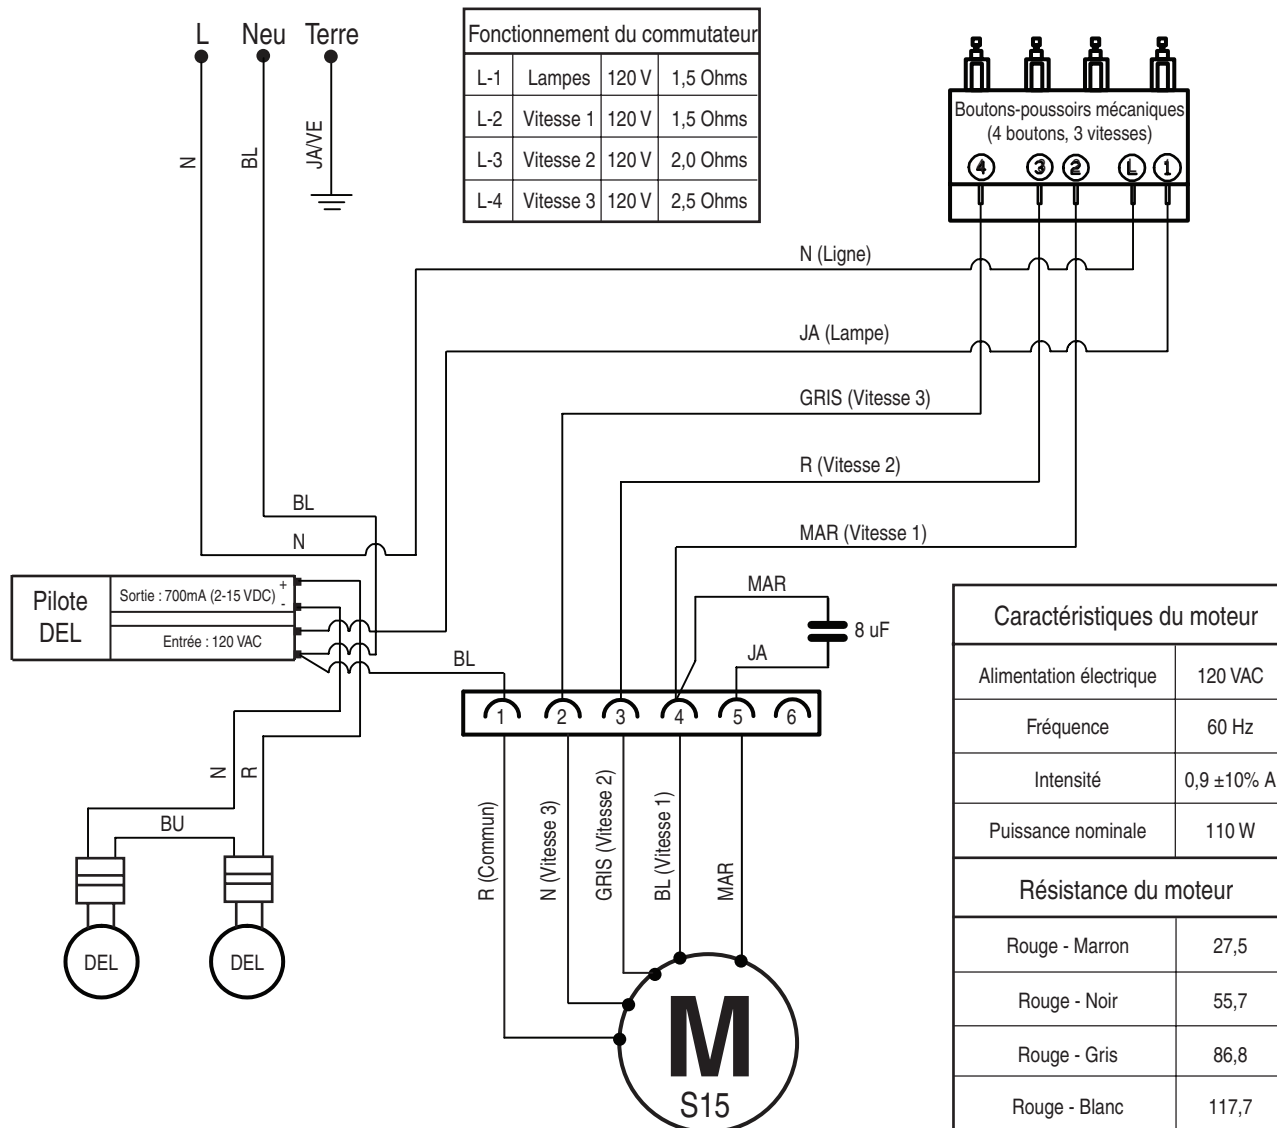 L Neu Terre
N
BL
JA/VE
Fonctionnement du commutateur
L-1 Lampes 120 V 1,5 Ohms
L-2 Vitesse 1 120 V 1,5 Ohms
L-3 Vitesse 2 120 V 2,0 Ohms
L-4 Vitesse 3 120 V 2,5 Ohms
Boutons-poussoirs mécaniques
(4 boutons, 3 vitesses)
4 3 2 L 1
N (Ligne)
JA (Lampe)
GRIS (Vitesse 3)
R (Vitesse 2)
MAR (Vitesse 1)
BL
N
Pilote
DEL
Sortie : 700mA (2-15 VDC)
+
-
Entrée : 120 VAC
BL
MAR
8 uF
JA
1 2 3 4 5 6
N
R
BU
DEL
DEL
R (Commun)
N (Vitesse 3)
GRIS (Vitesse 2)
BL (Vitesse 1)
MAR
M
S15
Caractéristiques du moteur
Alimentation électrique 120 VAC
Fréquence 60 Hz
Intensité 0,9 ±10% A
Puissance nominale 110 W
Résistance du moteur
Rouge - Marron 27,5
Rouge - Noir 55,7
Rouge - Gris 86,8
Rouge - Blanc 117,7